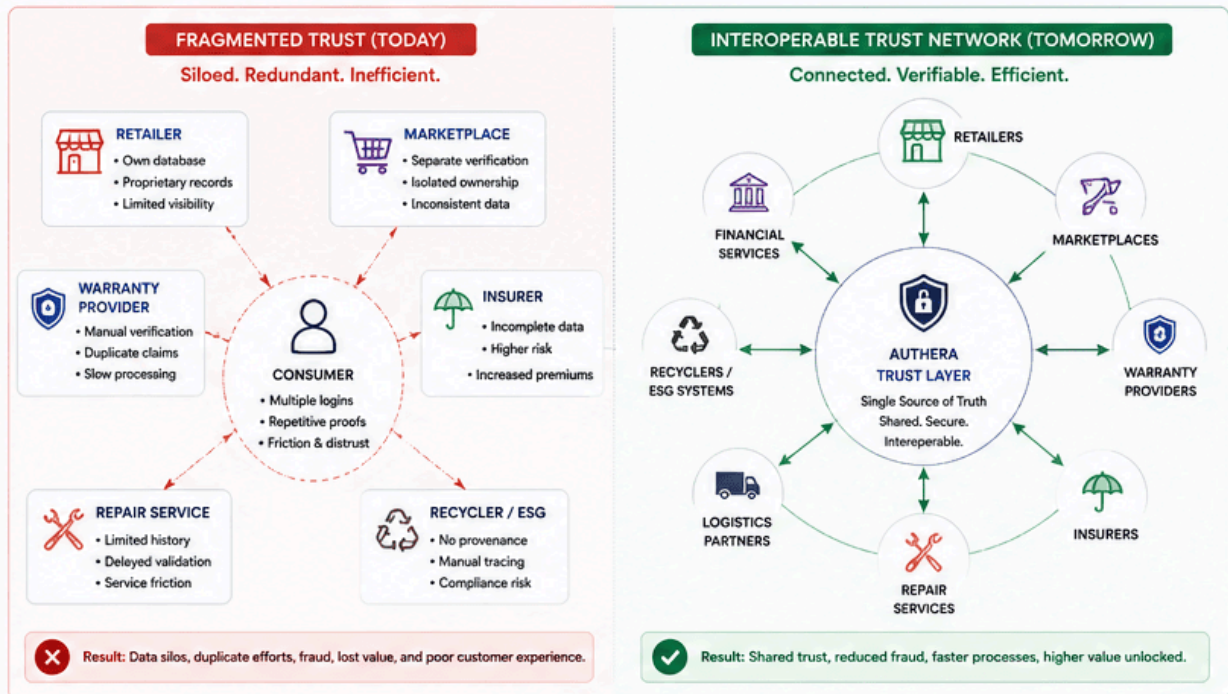 FRAGMENTED TRUST (TODAY)
Siloed. Redundant. Inefficient.
RETAILER
• Own database
• Proprietary records
• Limited visibility
MARKETPLACE
• Separate verification
• Isolated ownership
• Inconsistent data
WARRANTY
PROVIDER
• Manual verification
• Duplicate claims
• Slow processing
CONSUMER
• Multiple logins
• Repetitive proofs
• Friction & distrust
INSURER
• Incomplete data
• Higher risk
• Increased premiums
REPAIR SERVICE
• Limited history
• Deleyed validation
• Service friction
RECYCLER / ESG
• No provenance
• Manual tracing
• Compliance risk
Result: Data silos, duplicate efforts, fraud, lost value, and poor customer experience.
INTEROPERABLE TRUST NETWORK (TOMORROW)
Connected. Verifiable. Efficient.
RETAILERS
FINANCIAL
SERVICES
MARKETPLACES
RECYCLERS /
ESG SYSTEMS
AUTHERA
TRUST LAYER
Single Source of Truth
Shared. Secure.
Intereperable.
WARRANTY
PROVIDERS
LOGISTICS
PARTNERS
INSURERS
REPAIR
SERVICES
Result: Shared trust, reduced fraud, faster processes, higher value unlocked.